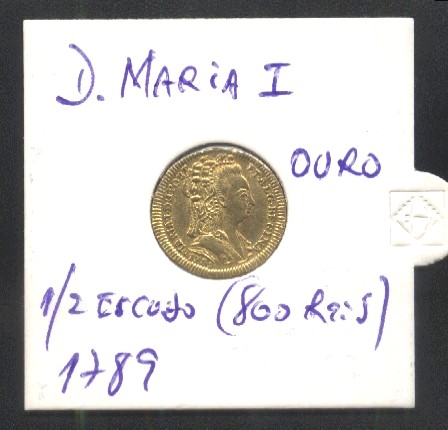 D. MARIA I
OURO
1/2 ESCUDO (800 Reis)
1789